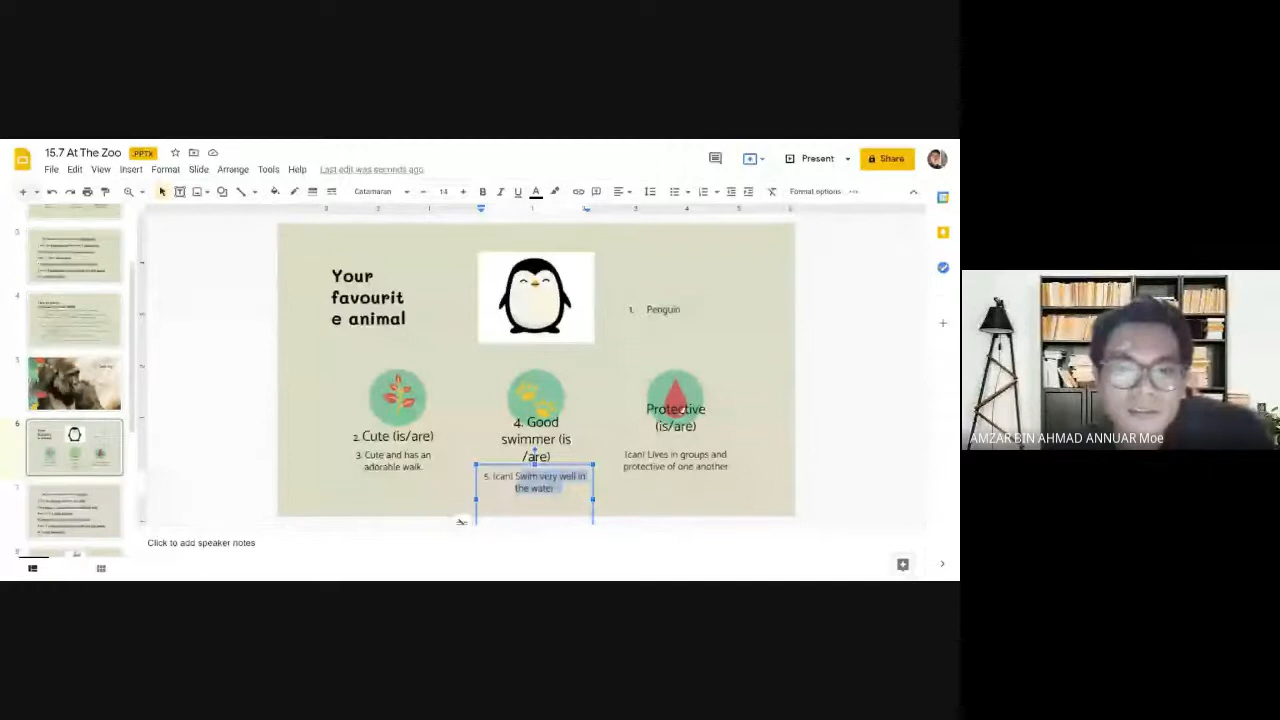 15.7 At The Zoo .PPTX
File Edit View Insert Format Slide Arrange Tools Help Last edit was seconds ago
Present Share
Catamaran 14 Format options
Your
favourit
e animal
1. Penguin
2. Cute (is/are)
3. Cute and has an
adorable walk.
4. Good
swimmer (is
/are)
5. (can) Swim very well in
the water
Protective
(is/are)
(can) Lives in groups and
protective of one another
Click to add speaker notes
AMZAR BIN AHMAD ANNUAR Moe